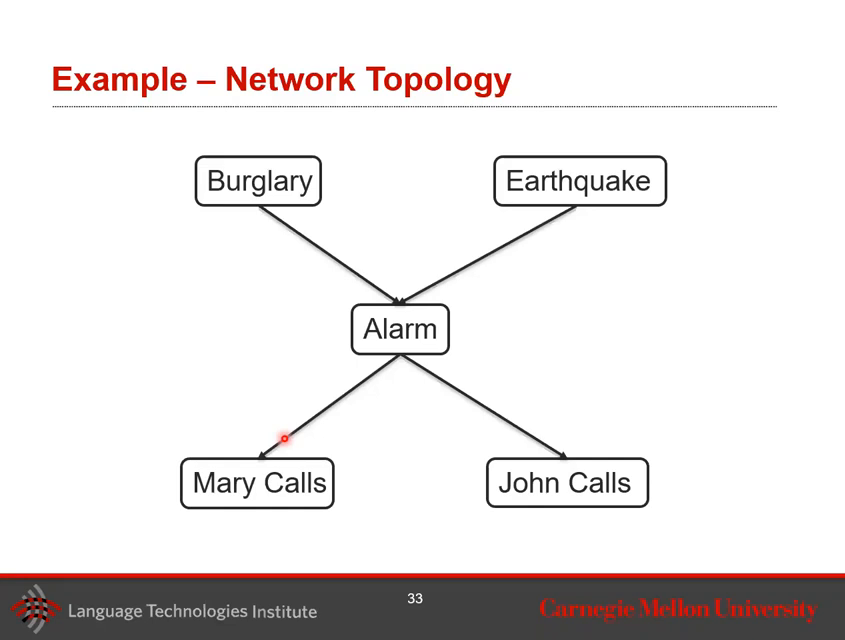 Example – Network Topology
Burglary
Earthquake
Alarm
Mary Calls
John Calls
Language Technologies Institute
33
Carnegie Mellon University